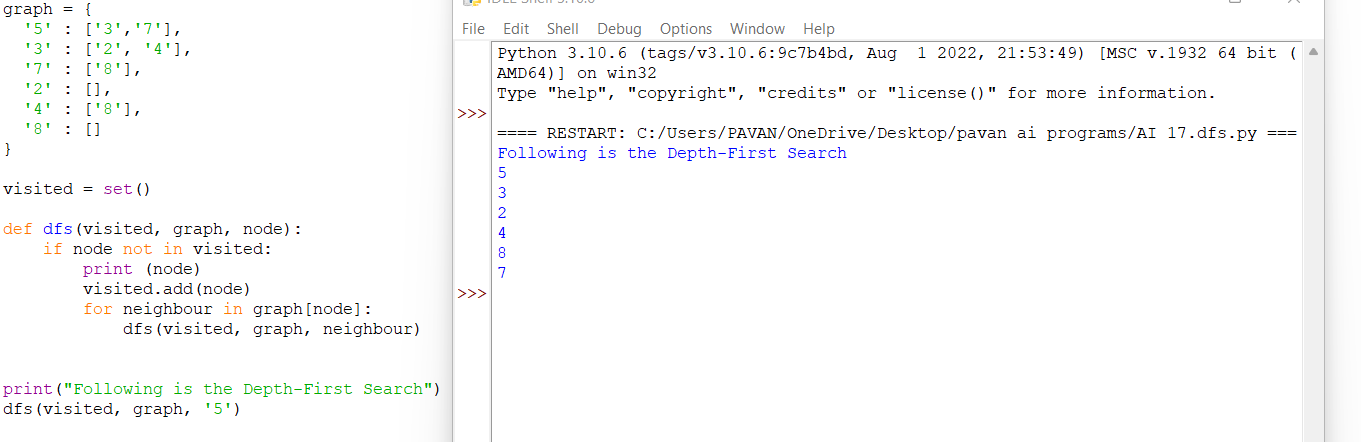 graph = {
  '5' : ['3','7'],
  '3' : ['2', '4'],
  '7' : ['8'],
  '2' : [],
  '4' : ['8'],
  '8' : []
}
visited = set()
def dfs(visited, graph, node):
    if node not in visited:
        print (node)
        visited.add(node)
        for neighbour in graph[node]:
            dfs(visited, graph, neighbour)
print("Following is the Depth-First Search")
dfs(visited, graph, '5')
IDLE Shell 3.10.6
File Edit Shell Debug Options Window Help
Python 3.10.6 (tags/v3.10.6:9c7b4bd, Aug  1 2022, 21:53:49) [MSC v.1932 64 bit (
AMD64)] on win32
Type "help", "copyright", "credits" or "license()" for more information.
>>>
==== RESTART: C:/Users/PAVAN/OneDrive/Desktop/pavan ai programs/AI 17.dfs.py ===
Following is the Depth-First Search
5
3
2
4
8
7
>>>